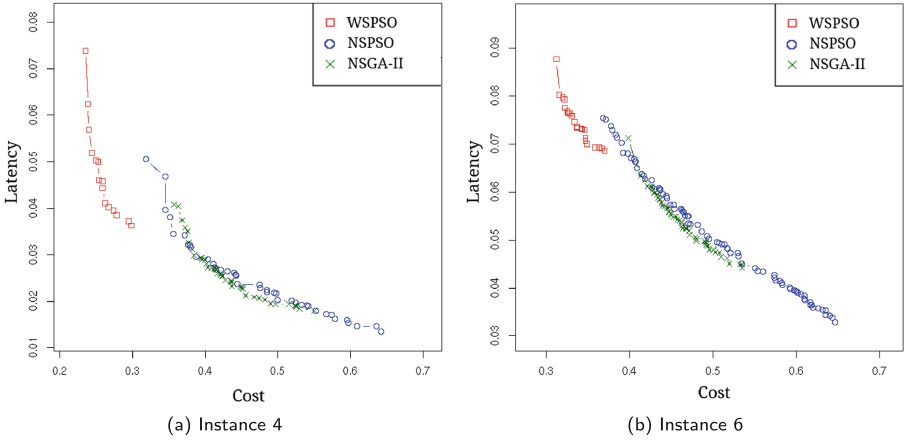 WSPSO
NSPSO
NSGA-II
0.08
0.07
0.06
0.05
0.04
0.03
0.02
0.01
Latency
0.2 0.3 0.4 0.5 0.6 0.7
Cost
(a) Instance 4
WSPSO
NSPSO
NSGA-II
0.09
0.08
0.07
0.06
0.05
0.04
0.03
Latency
0.3 0.4 0.5 0.6 0.7
Cost
(b) Instance 6